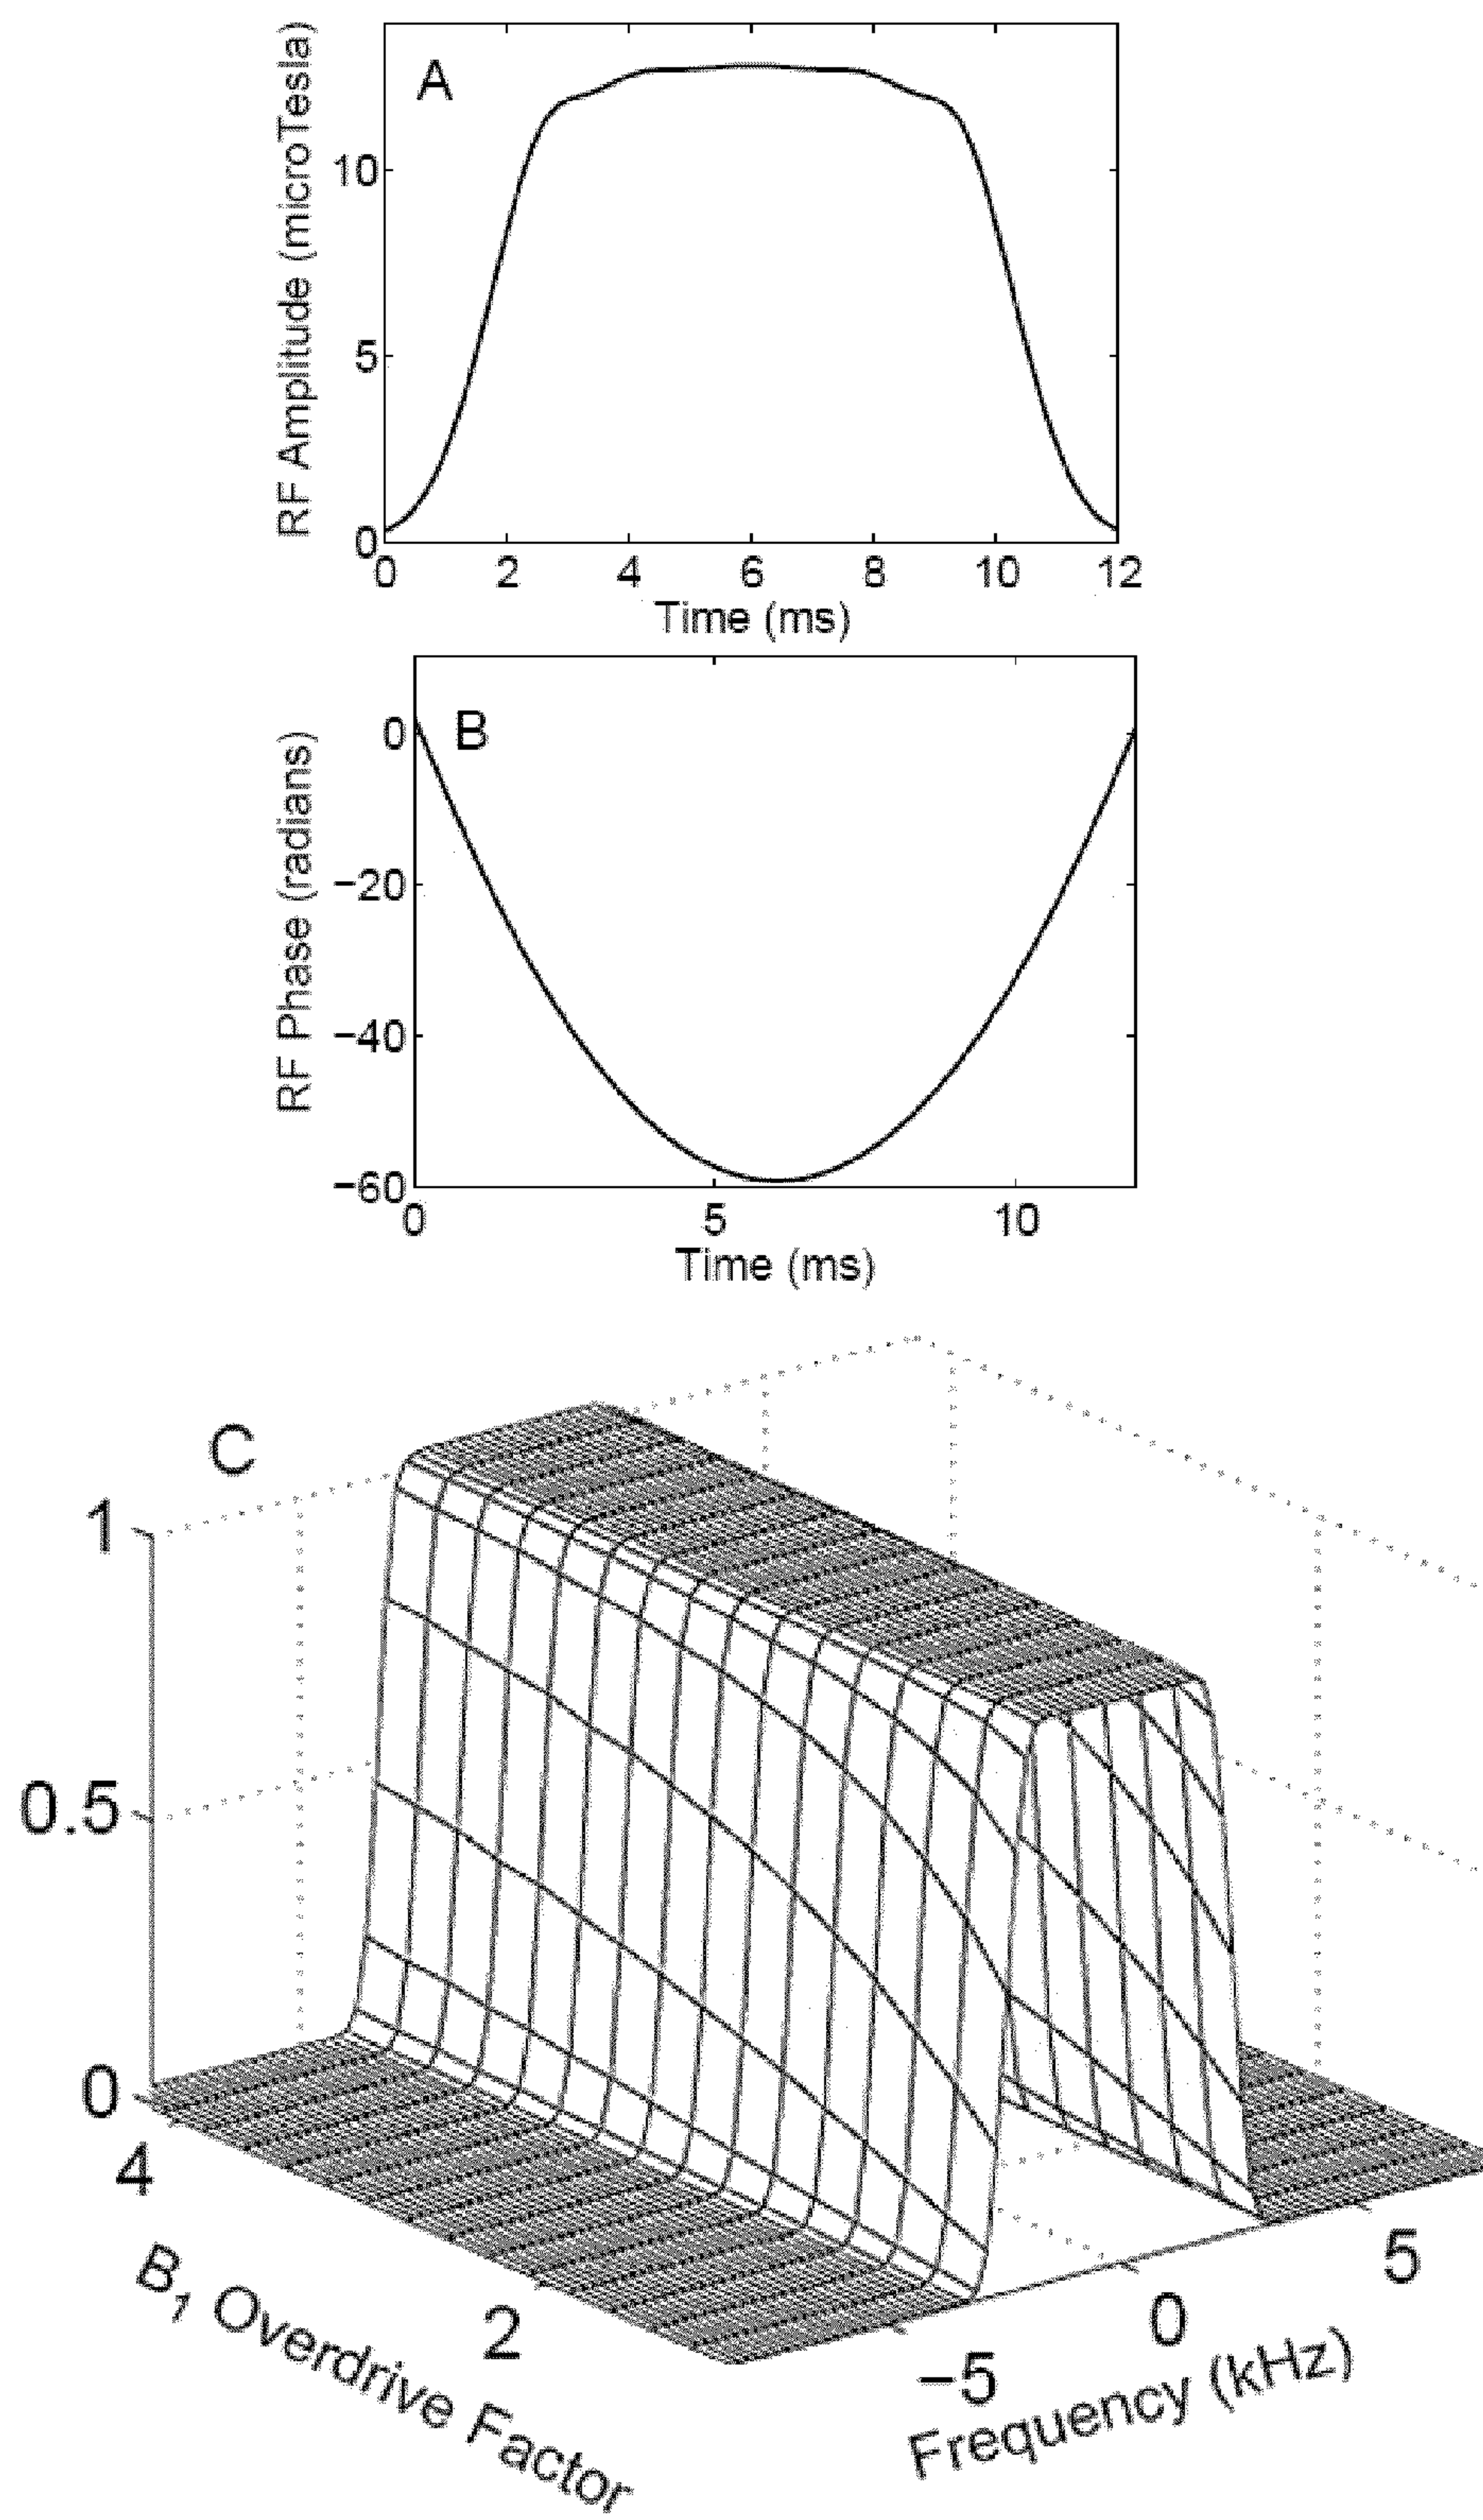 A
RF Amplitude (microTesla)
10
5
0
0 2 4 6 8 10 12
Time (ms)
B
RF Phase (radians)
0
−20
−40
−60
0 5 10
Time (ms)
C
1
0.5
0
4
2
B1 Overdrive Factor
−5
0
5
Frequency (kHz)